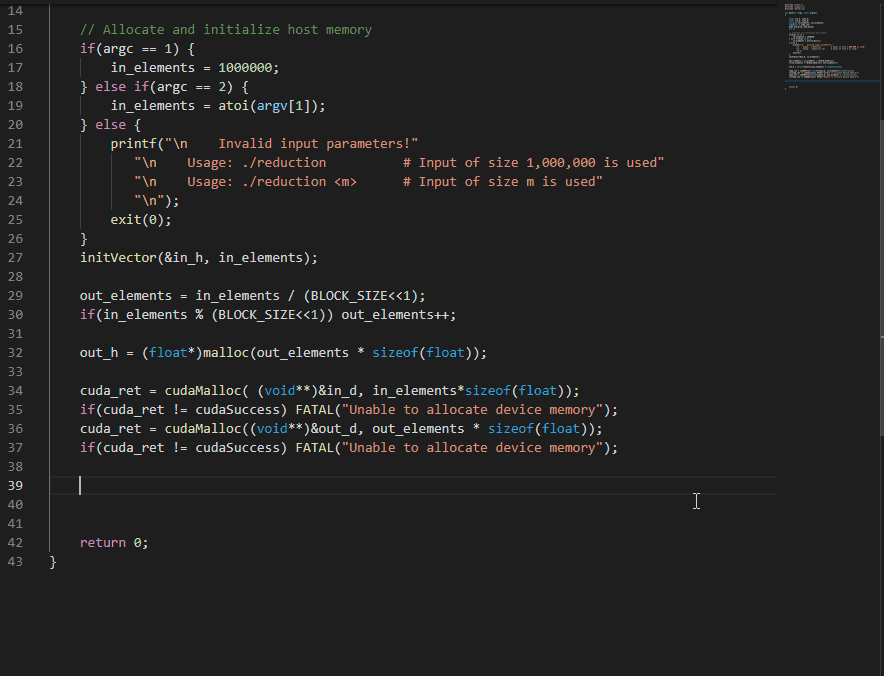 14
15 // Allocate and initialize host memory
16 if(argc == 1) {
17 in_elements = 1000000;
18 } else if(argc == 2) {
19 in_elements = atoi(argv[1]);
20 } else {
21 printf("\n    Invalid input parameters!"
22 "\n    Usage: ./reduction          # Input of size 1,000,000 is used"
23 "\n    Usage: ./reduction <m>      # Input of size m is used"
24 "\n");
25 exit(0);
26 }
27 initVector(&in_h, in_elements);
28
29 out_elements = in_elements / (BLOCK_SIZE<<1);
30 if(in_elements % (BLOCK_SIZE<<1)) out_elements++;
31
32 out_h = (float*)malloc(out_elements * sizeof(float));
33
34 cuda_ret = cudaMalloc( (void**)&in_d, in_elements*sizeof(float));
35 if(cuda_ret != cudaSuccess) FATAL("Unable to allocate device memory");
36 cuda_ret = cudaMalloc((void**)&out_d, out_elements * sizeof(float));
37 if(cuda_ret != cudaSuccess) FATAL("Unable to allocate device memory");
38
39
40
41
42 return 0;
43 }